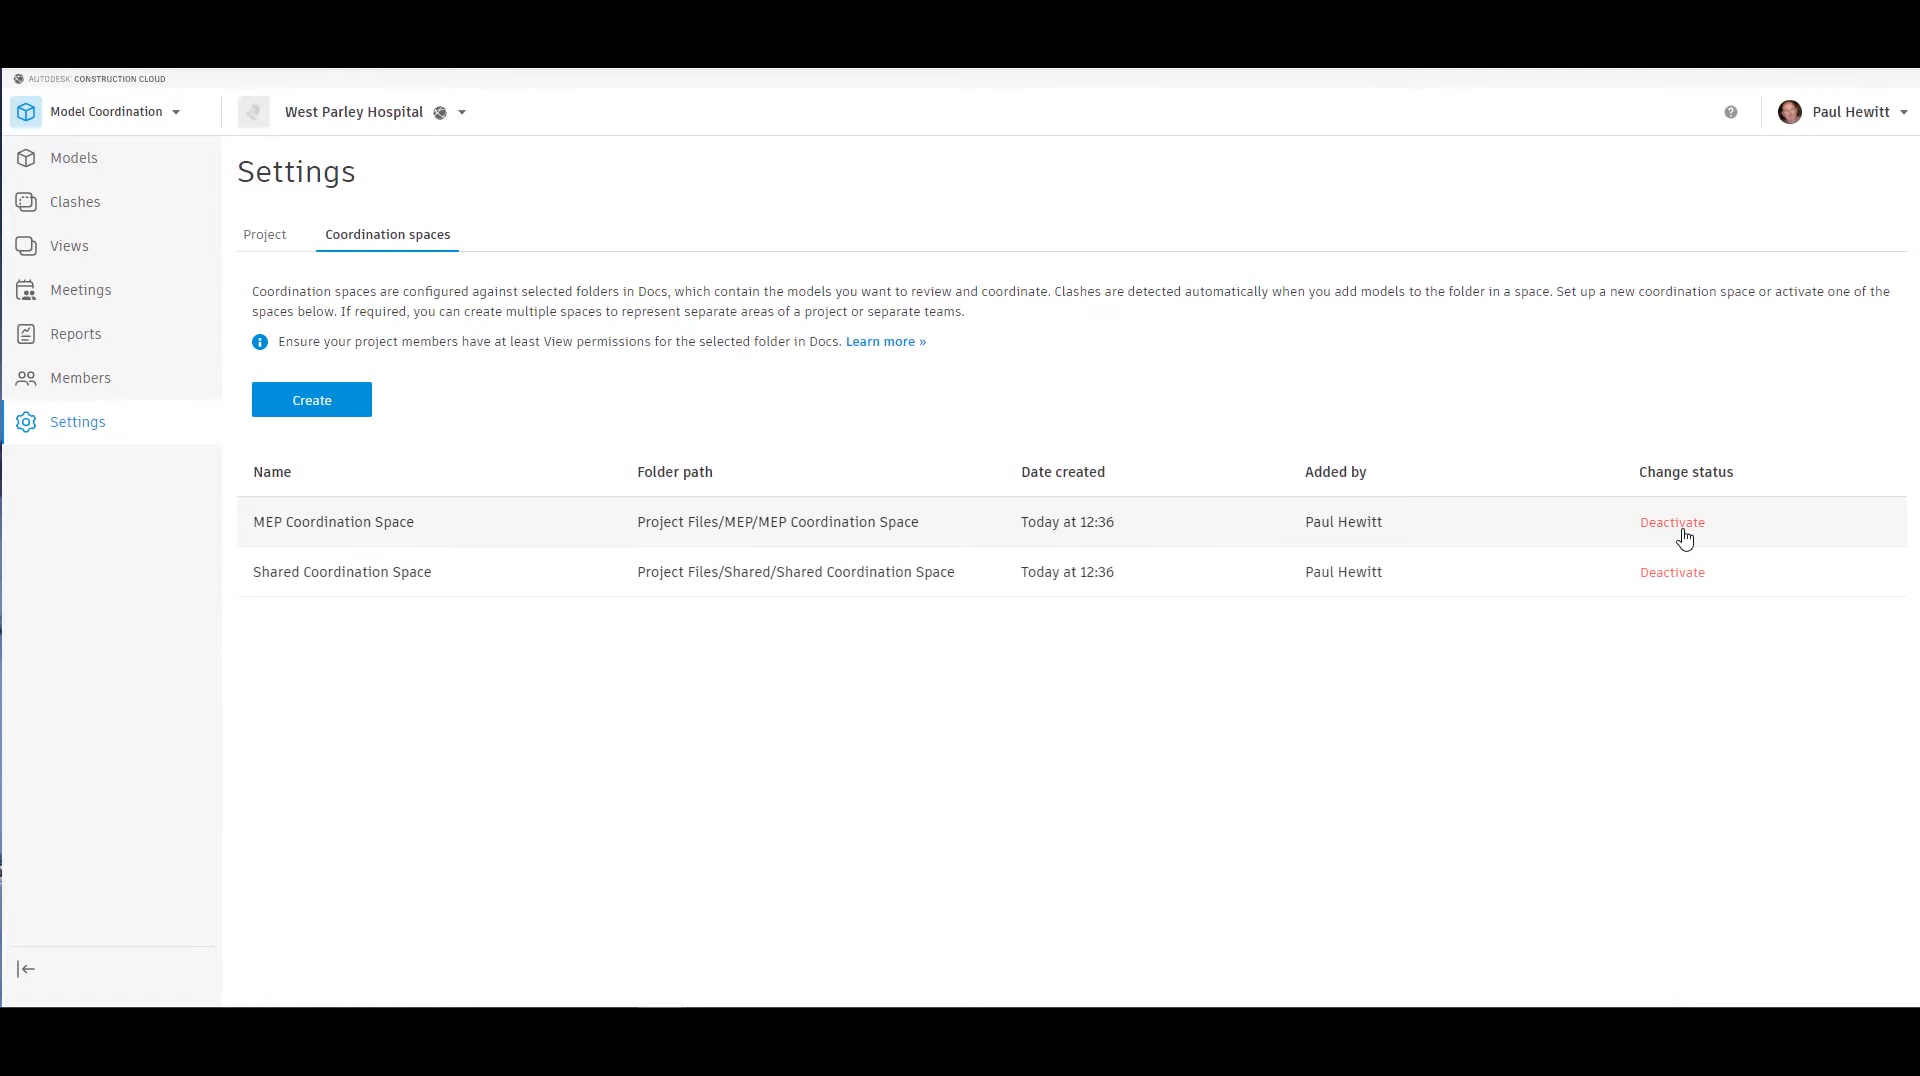 AUTODESK CONSTRUCTION CLOUD
Model Coordination
West Parley Hospital
Paul Hewitt
Models
Clashes
Views
Meetings
Reports
Members
Settings
Settings
Project
Coordination spaces
Coordination spaces are configured against selected folders in Docs, which contain the models you want to review and coordinate. Clashes are detected automatically when you add models to the folder in a space. Set up a new coordination space or activate one of the
spaces below. If required, you can create multiple spaces to represent separate areas of a project or separate teams.
Ensure your project members have at least View permissions for the selected folder in Docs. Learn more »
Create
Name Folder path Date created Added by Change status
MEP Coordination Space Project Files/MEP/MEP Coordination Space Today at 12:36 Paul Hewitt Deactivate
Shared Coordination Space Project Files/Shared/Shared Coordination Space Today at 12:36 Paul Hewitt Deactivate